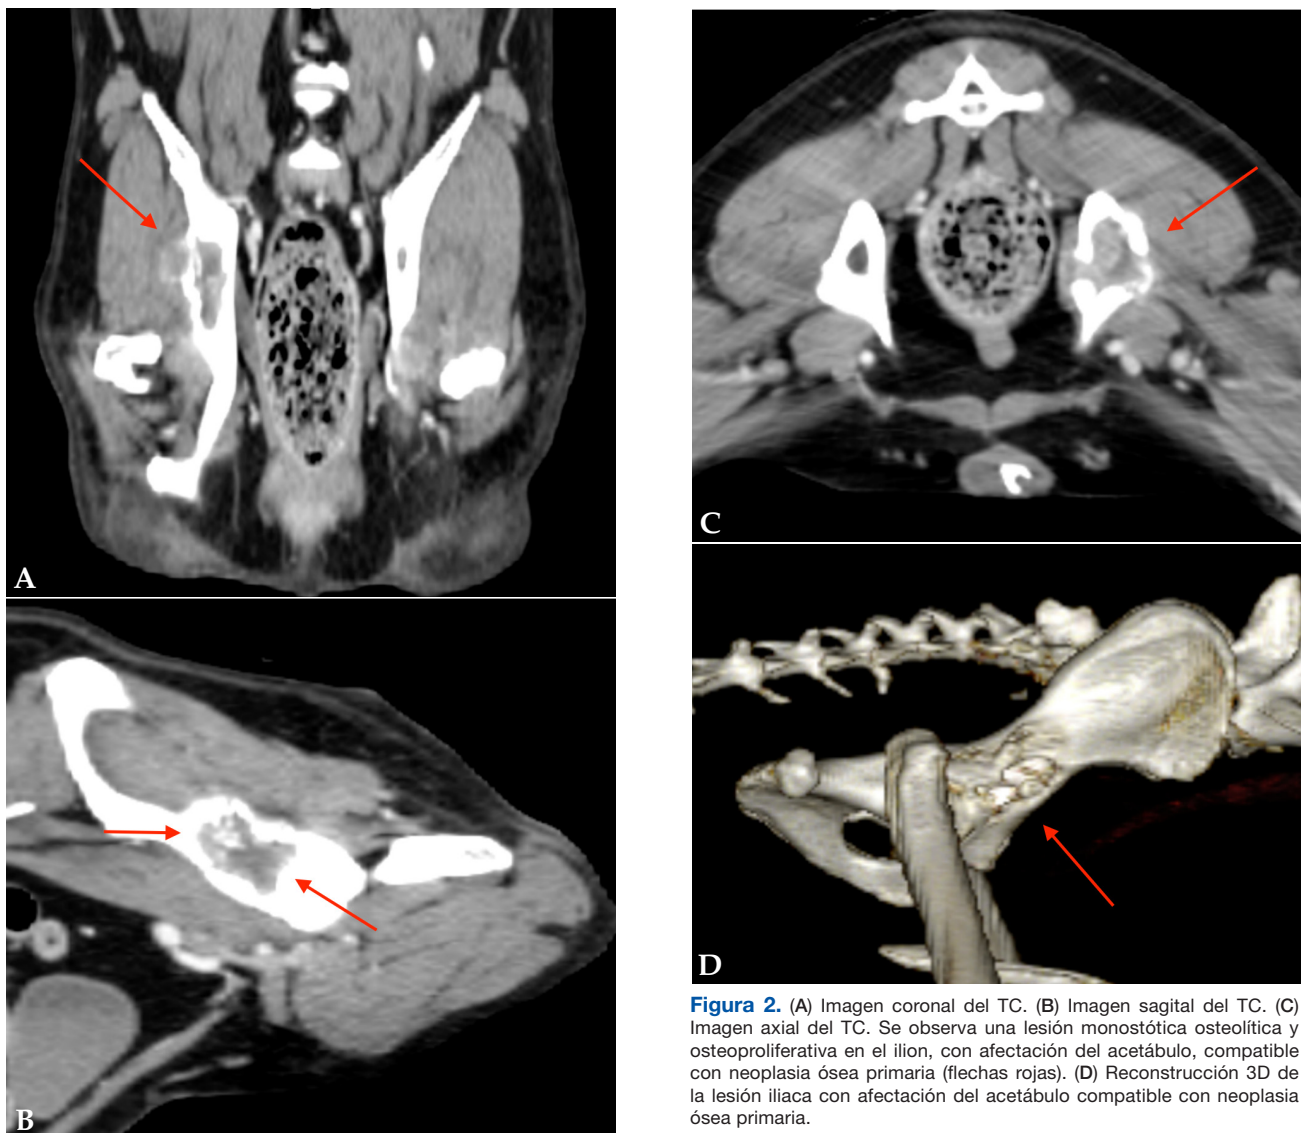 A
B
C
D
Figura 2. (A) Imagen coronal del TC. (B) Imagen sagital del TC. (C)
Imagen axial del TC. Se observa una lesión monostótica osteolítica y
osteoproliferativa en el ilion, con afectación del acetábulo, compatible
con neoplasia ósea primaria (flechas rojas). (D) Reconstrucción 3D de
la lesión iliaca con afectación del acetábulo compatible con neoplasia
ósea primaria.